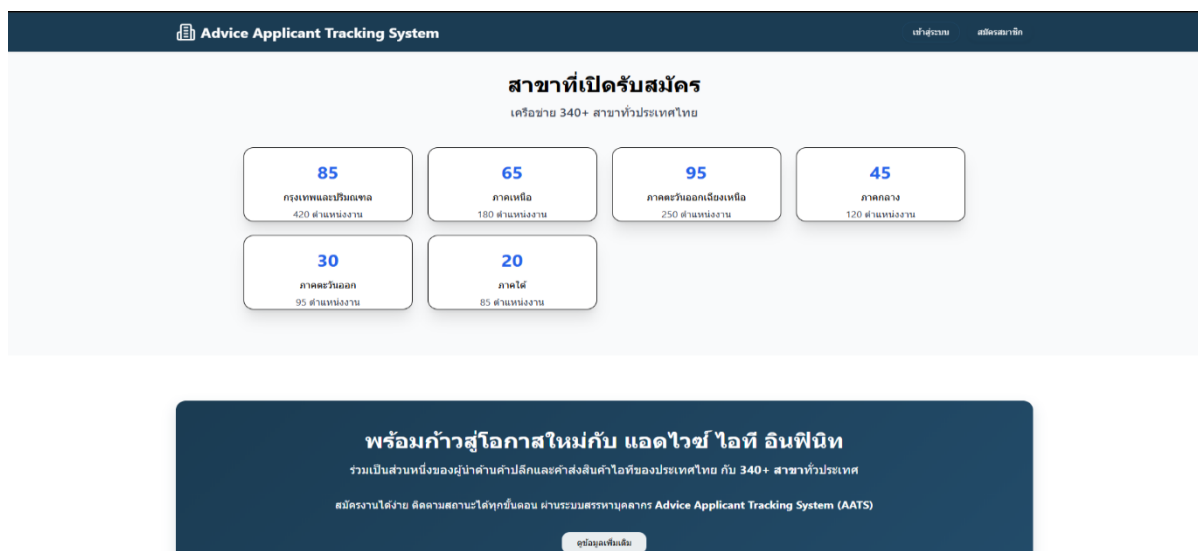 Advice Applicant Tracking System
เข้าสู่ระบบ
สมัครสมาชิก
สาขาที่เปิดรับสมัคร
เครือข่าย 340+ สาขาทั่วประเทศไทย
85
กรุงเทพและปริมณฑล
420 ตำแหน่งงาน
65
ภาคเหนือ
180 ตำแหน่งงาน
95
ภาคตะวันออกเฉียงเหนือ
250 ตำแหน่งงาน
45
ภาคกลาง
120 ตำแหน่งงาน
30
ภาคตะวันออก
95 ตำแหน่งงาน
20
ภาคใต้
85 ตำแหน่งงาน
พร้อมก้าวสู่โอกาสใหม่กับ แอดไวซ์ ไอที อินฟินิท
ร่วมเป็นส่วนหนึ่งของผู้นำด้านค้าปลีกและค้าส่งสินค้าไอทีของประเทศไทย กับ 340+ สาขาทั่วประเทศ
สมัครงานได้ง่าย ติดตามสถานะได้ทุกขั้นตอน ผ่านระบบสรรหาบุคลากร Advice Applicant Tracking System (AATS)
ดูข้อมูลเพิ่มเติม